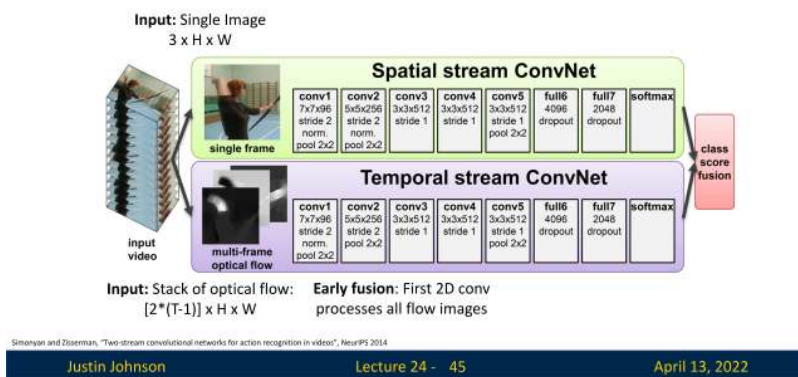 Input: Single Image
3 x H x W
Spatial stream ConvNet
conv1
7x7x96
stride 2
norm.
pool 2x2
conv2
5x5x256
stride 2
norm.
pool 2x2
conv3
3x3x512
stride 1
conv4
3x3x512
stride 1
conv5
3x3x512
stride 1
pool 2x2
full6
4096
dropout
full7
2048
dropout
softmax
single frame
Temporal stream ConvNet
conv1
7x7x96
stride 2
norm.
pool 2x2
conv2
5x5x256
stride 2
pool 2x2
conv3
3x3x512
stride 1
conv4
3x3x512
stride 1
conv5
3x3x512
stride 1
pool 2x2
full6
4096
dropout
full7
2048
dropout
softmax
multi-frame
optical flow
input
video
class
score
fusion
Input: Stack of optical flow:
[2*(T-1)] x H x W
Early fusion: First 2D conv
processes all flow images
Simonyan and Zisserman, "Two-stream convolutional networks for action recognition in videos", NeurIPS 2014
Justin Johnson
Lecture 24 - 45
April 13, 2022